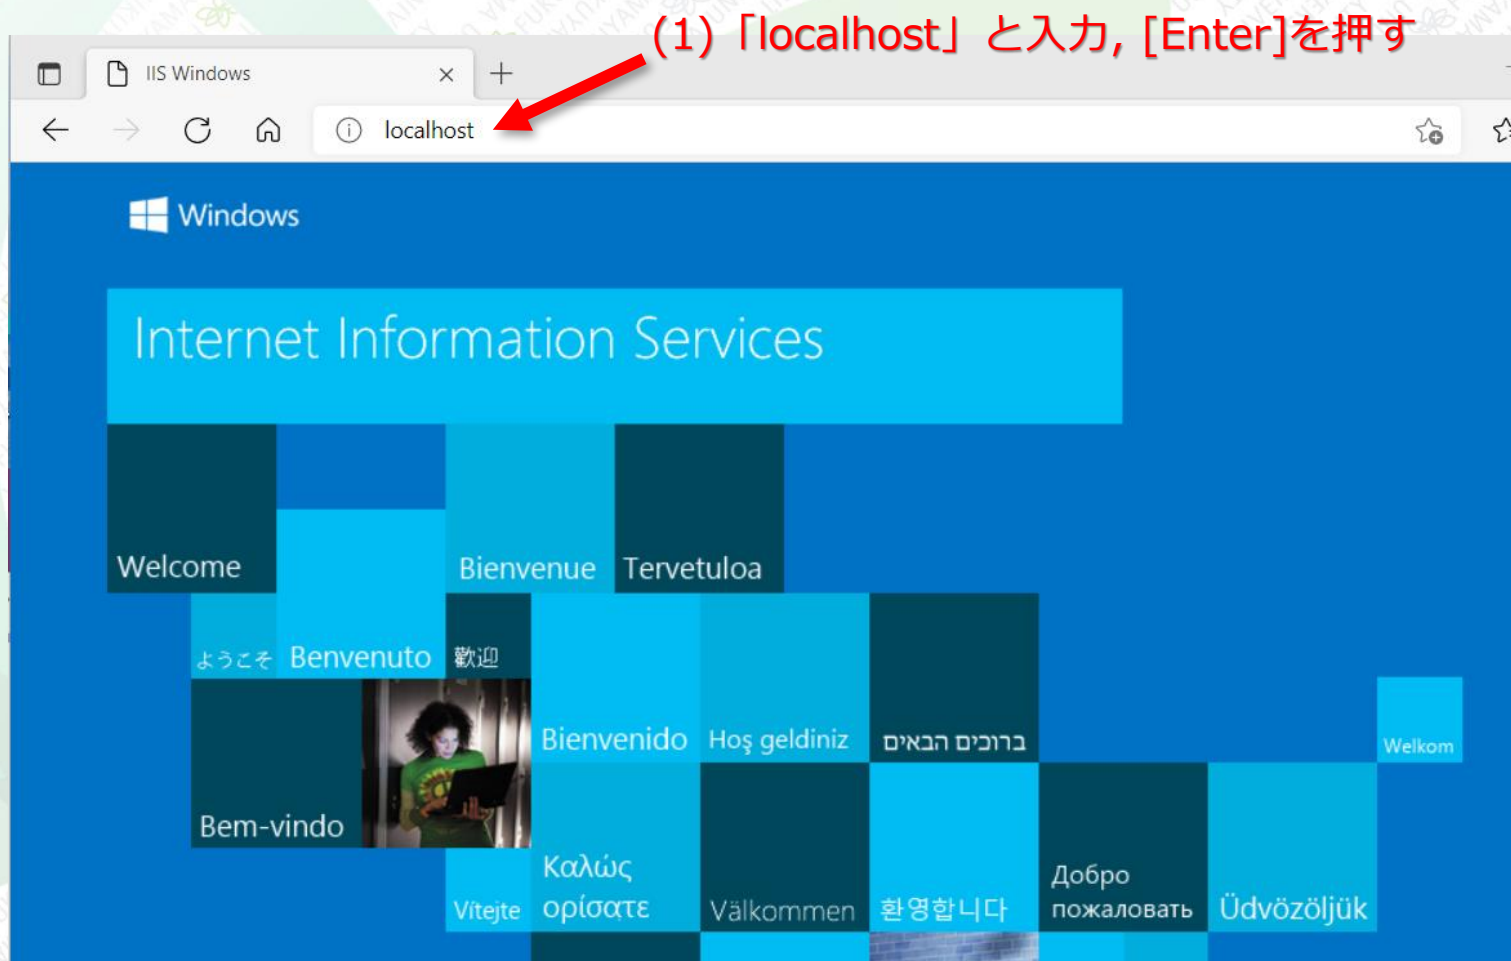 (1)「localhost」と入力, [Enter]を押す
IIS Windows
localhost
Windows
Internet Information Services
Welcome
Bienvenue
Tervetuloa
ようこそ
Benvenuto
歡迎
Bienvenido
Hoş geldiniz
ברוכים הבאים
Welkom
Bem-vindo
Vítejte
Καλώς
ορίσατε
Välkommen
환영합니다
Добро
пожаловать
Üdvözöljük